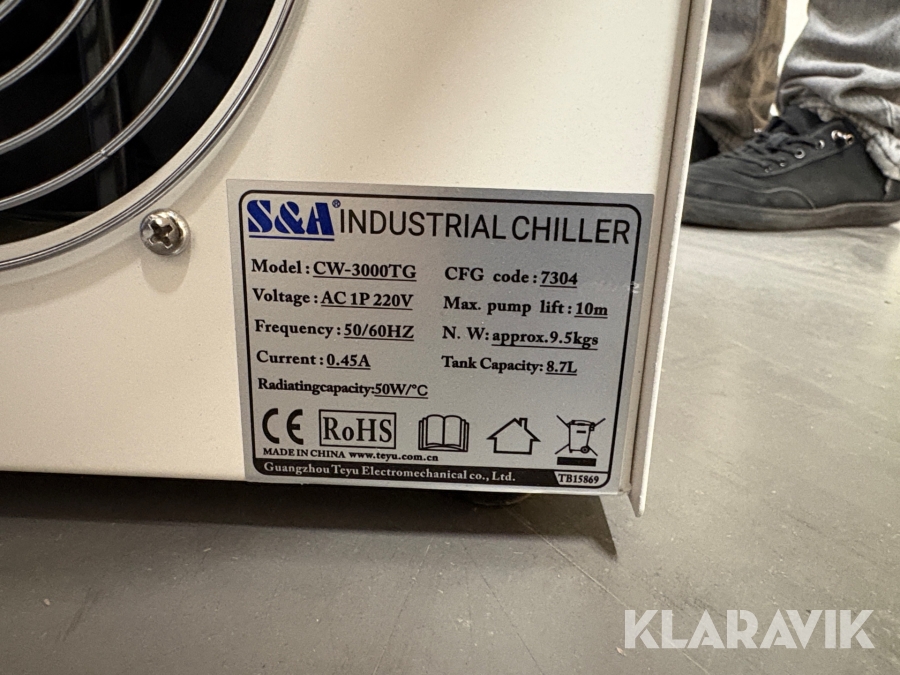 S&A® INDUSTRIAL CHILLER
Model : CW-3000TG
CFG code : 7304
Voltage : AC 1P 220V
Max. pump lift : 10m
Frequency : 50/60HZ
N. W: approx.9.5kgs
Current : 0.45A
Tank Capacity: 8.7L
Radiatingcapacity:50W/°C
CE RoHS
MADE IN CHINA www.teyu.com.cn
Guangzhou Teyu Electromechanical co., Ltd.
TB15869
KLARAVIK